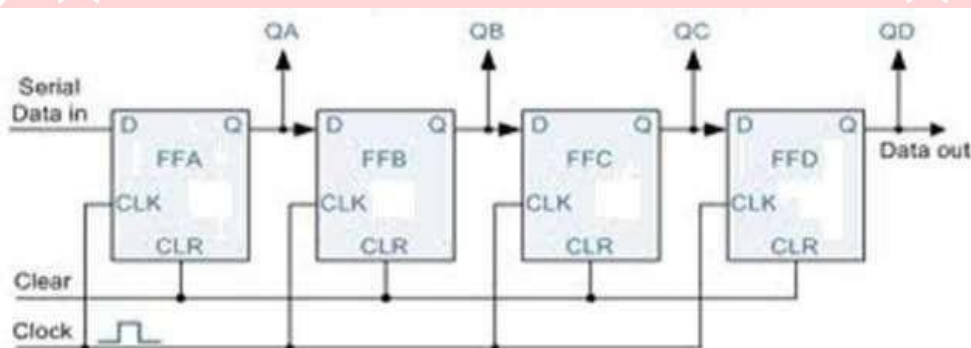 QA QB QC QD
Serial
Data in
D Q D Q D Q D Q
Data out
FFA FFB FFC FFD
CLK CLK CLK CLK
CLR CLR CLR CLR
Clear
Clock